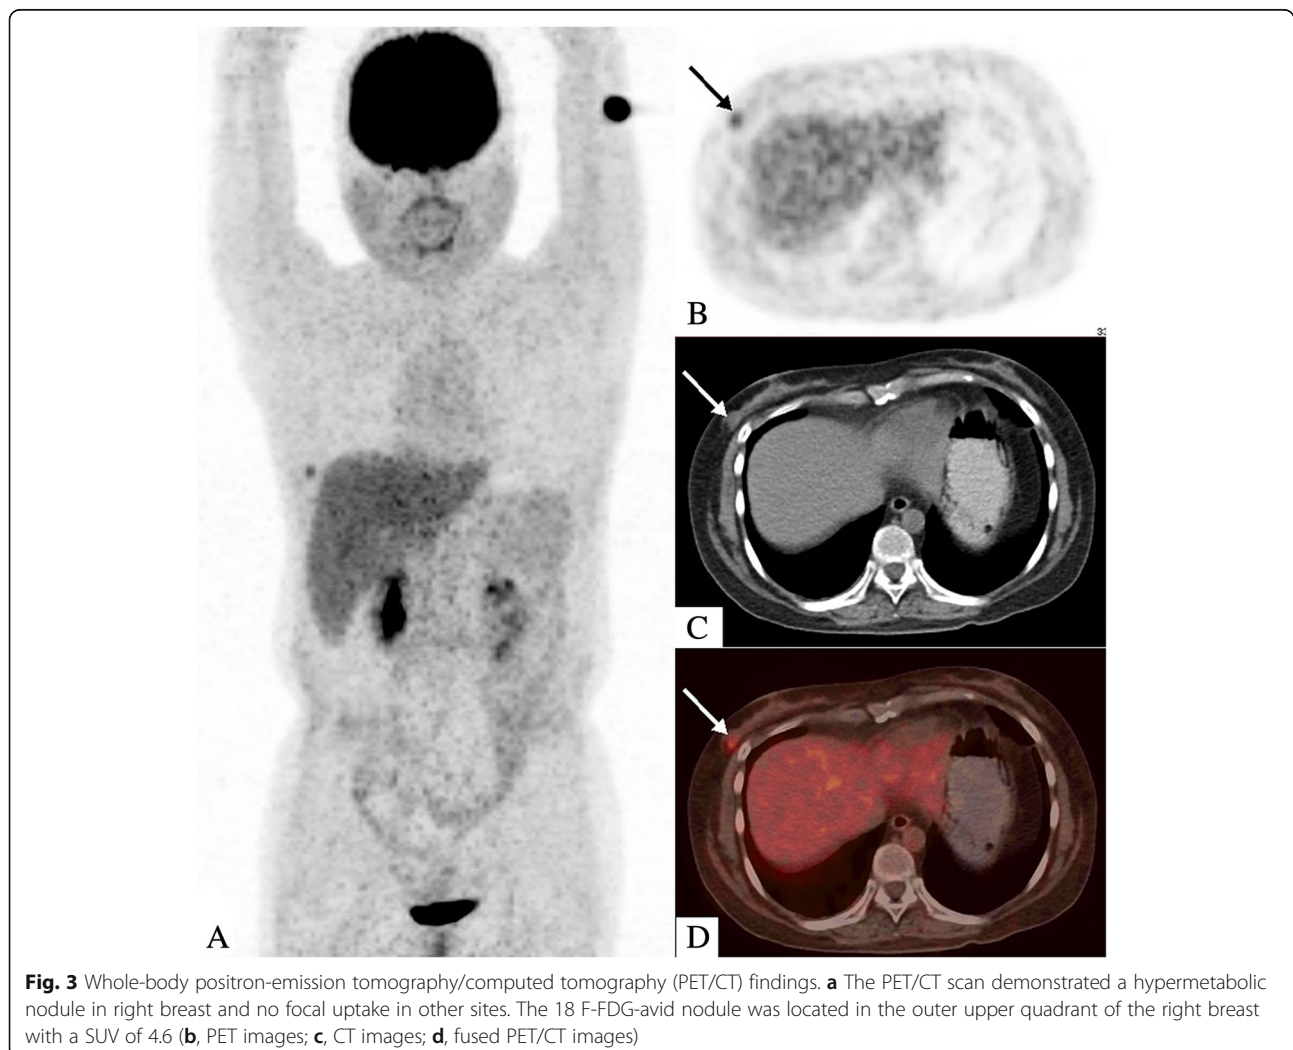 B
33
C
A
D
Fig. 3 Whole-body positron-emission tomography/computed tomography (PET/CT) findings. a The PET/CT scan demonstrated a hypermetabolic
nodule in right breast and no focal uptake in other sites. The 18 F-FDG-avid nodule was located in the outer upper quadrant of the right breast
with a SUV of 4.6 (b, PET images; c, CT images; d, fused PET/CT images)